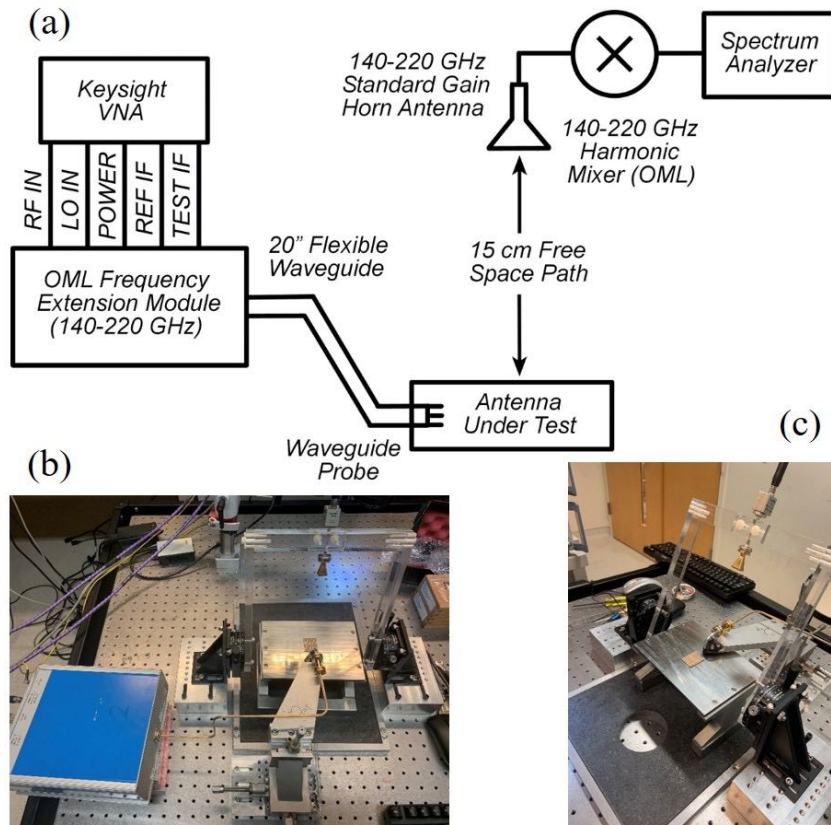 (a)
Keysight
VNA
RF IN
LO IN
POWER
REF IF
TEST IF
OML Frequency
Extension Module
(140-220 GHz)
20" Flexible
Waveguide
Waveguide
Probe
Antenna
Under Test
15 cm Free
Space Path
140-220 GHz
Standard Gain
Horn Antenna
140-220 GHz
Harmonic
Mixer (OML)
Spectrum
Analyzer
(b)
(c)